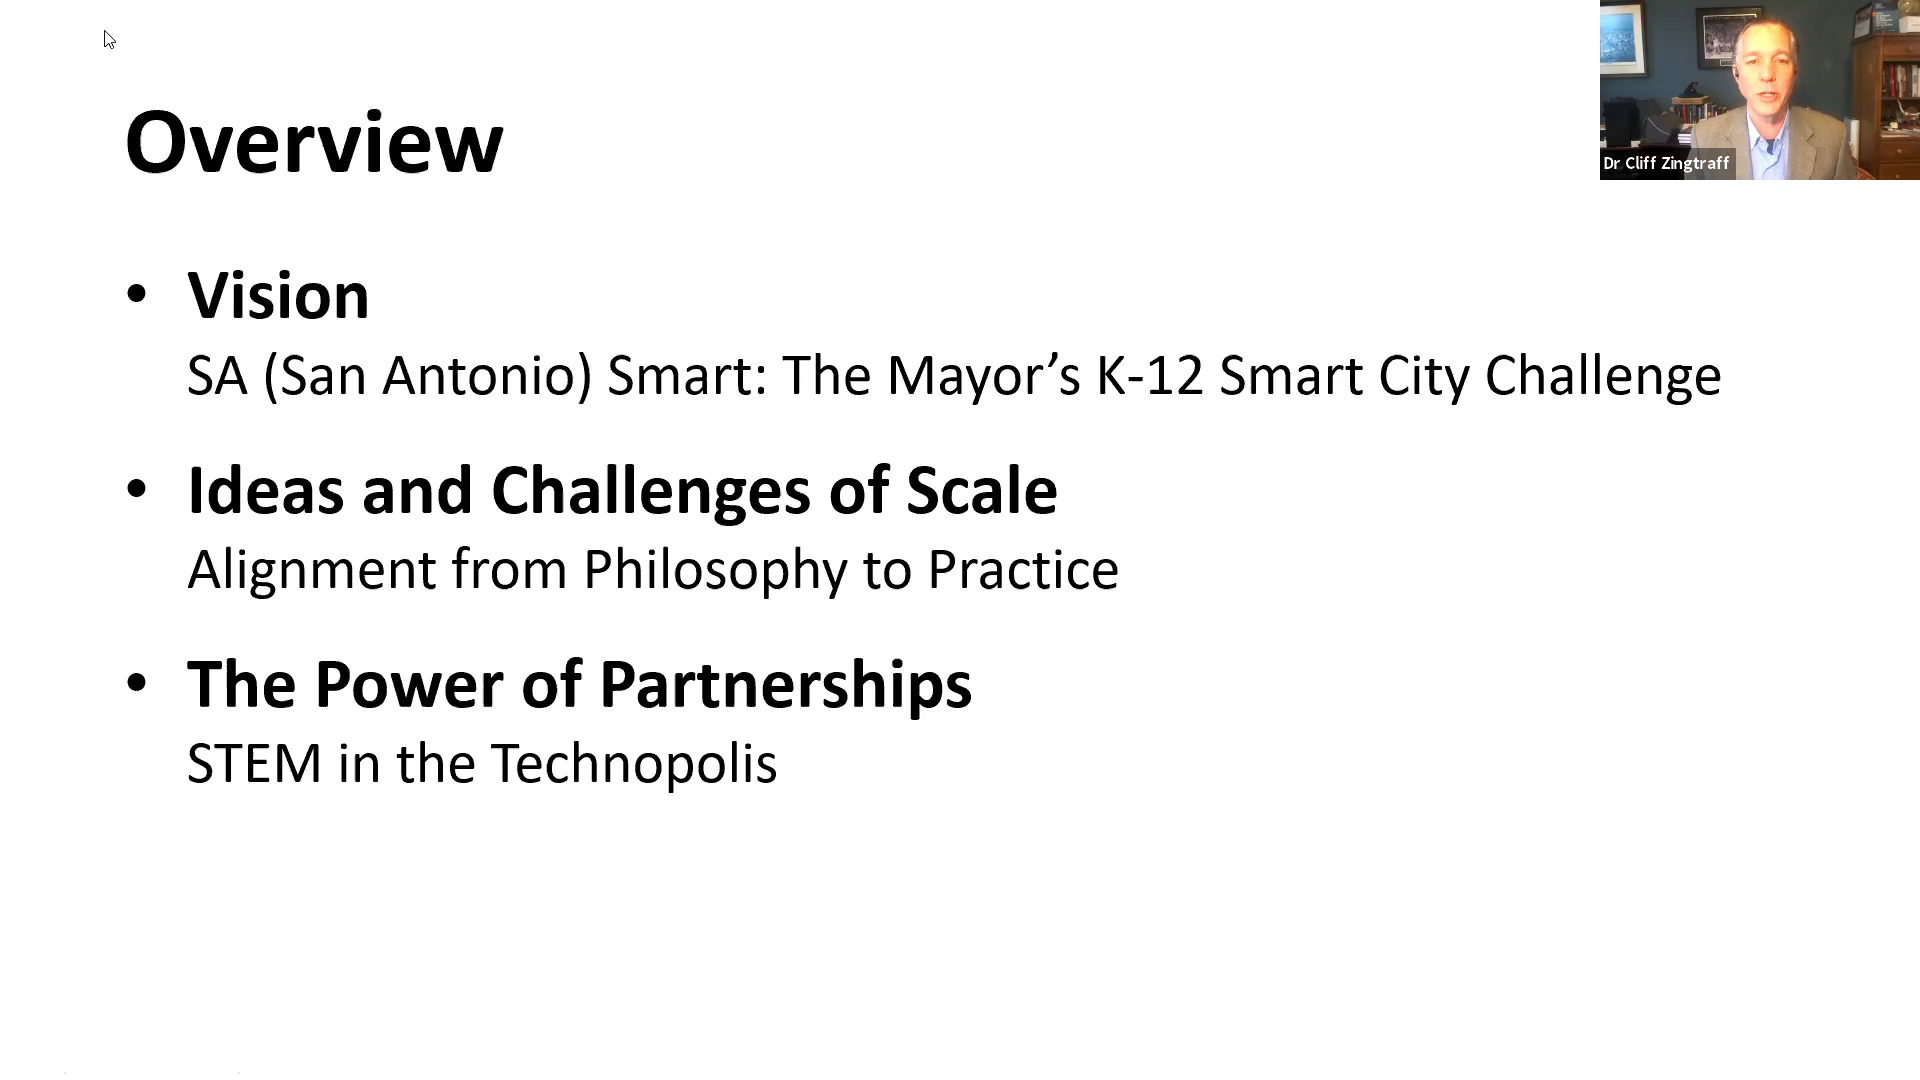 Overview
• Vision
SA (San Antonio) Smart: The Mayor’s K-12 Smart City Challenge
• Ideas and Challenges of Scale
Alignment from Philosophy to Practice
• The Power of Partnerships
STEM in the Technopolis
Dr Cliff Zingtraff